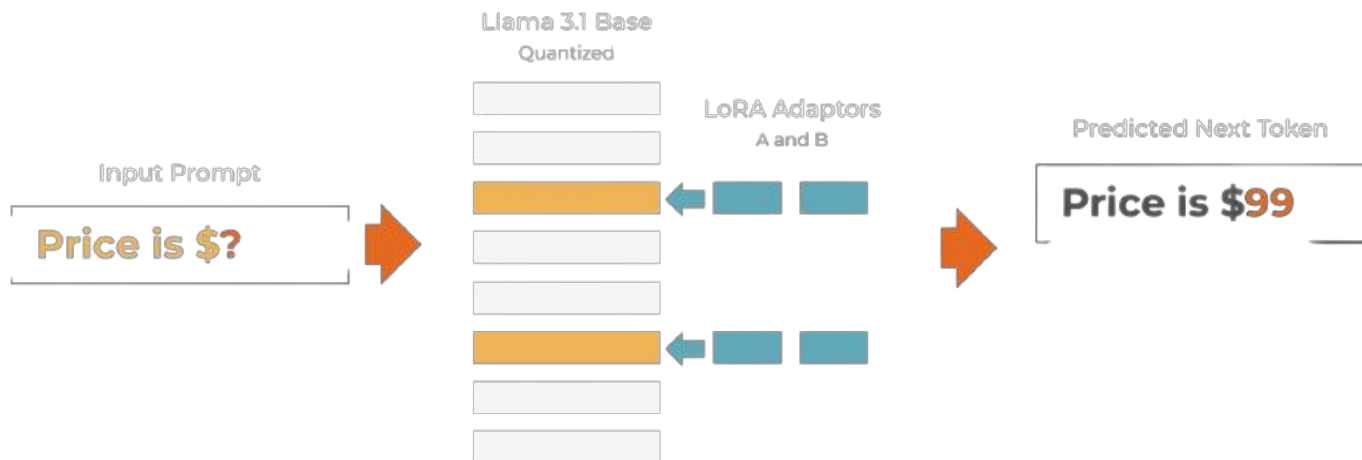 Llama 3.1 Base
Quantized
LoRA Adaptors
A and B
Input Prompt
Price is $?
Predicted Next Token
Price is $99